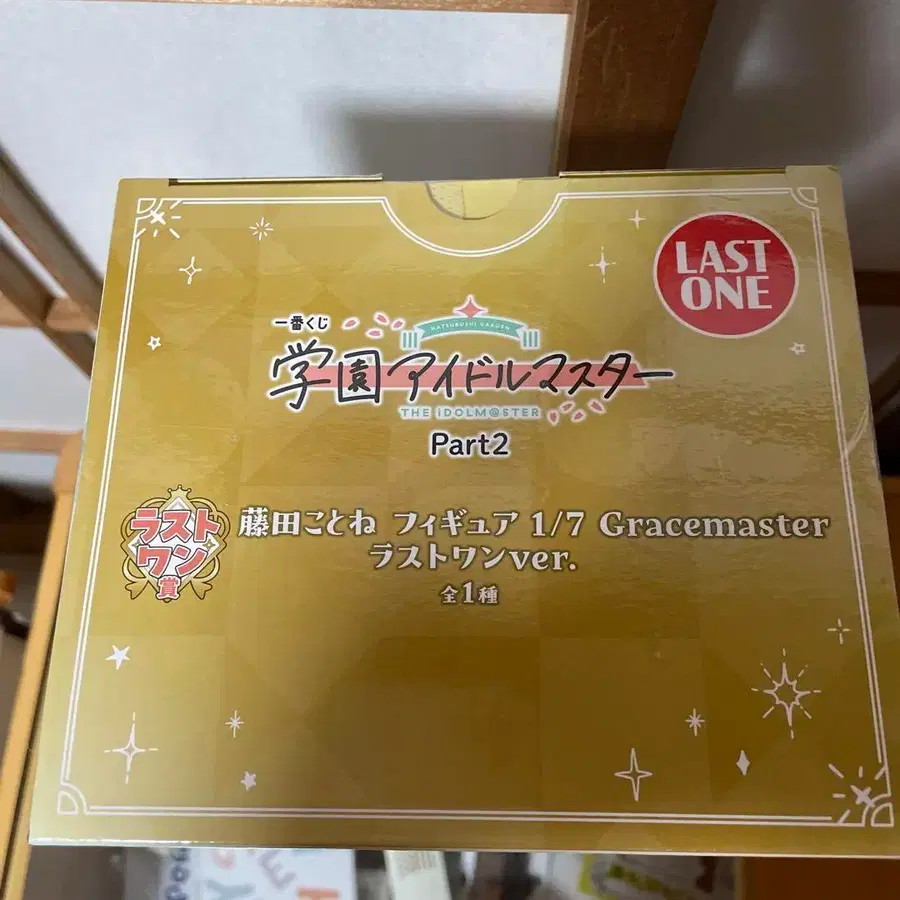 LAST
ONE
一番くじ
HATSUBOSHI GAKUEN
学園アイドルマスター
THE iDOLM@STER
Part2
ラスト
ワン
賞
藤田ことね フィギュア 1/7 Gracemaster
ラストワンver.
全1種